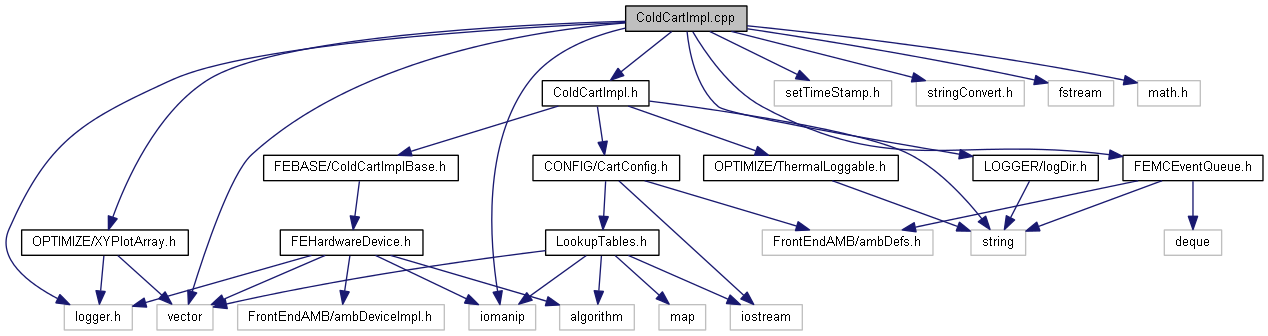 ColdCartImpl.cpp
ColdCartImpl.h
setTimeStamp.h
stringConvert.h
fstream
math.h
FEBASE/ColdCartImplBase.h
CONFIG/CartConfig.h
OPTIMIZE/ThermalLoggable.h
LOGGER/logDir.h
FEMCEventQueue.h
OPTIMIZE/XYPlotArray.h
FEHardwareDevice.h
LookupTables.h
FrontEndAMB/ambDefs.h
string
deque
logger.h
vector
FrontEndAMB/ambDeviceImpl.h
iomanip
algorithm
map
iostream